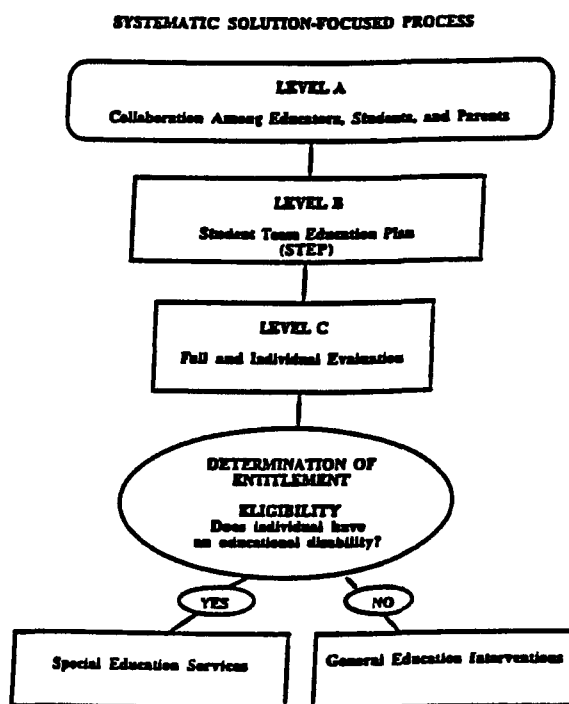 SYSTEMATIC SOLUTION-FOCUSED PROCESS
LEVEL A
Collaboration Among Educators, Students, and Parents
LEVEL B
Student Team Education Plan
(STEP)
LEVEL C
Full and Individual Evaluation
DETERMINATION OF
ENTITLEMENT
ELIGIBILITY
Does individual have
an educational disability?
YES
NO
Special Education Services
General Education Interventions